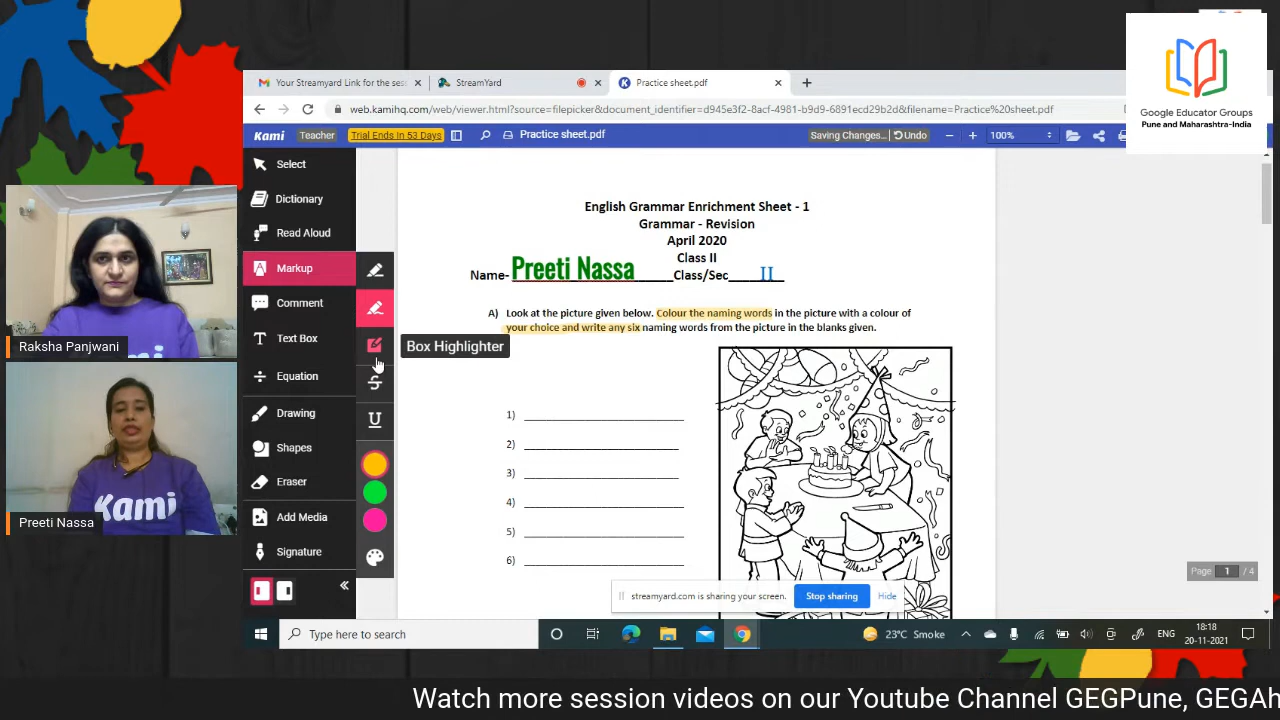 Google Educator Groups
Pune and Maharashtra-India
Your Streamyard Link for the ses
StreamYard
Practice sheet.pdf
web.kamihq.com/web/viewer.html?source=filepicker&document_identifier=d945e3f2-8acf-4981-b9d9-6891ecd29b2d&filename=Practice%20sheet.pdf
Kami
Teacher
Trial Ends In 53 Days
Practice sheet.pdf
Saving Changes... | Undo
100%
Select
Dictionary
Read Aloud
Markup
Comment
Text Box
Equation
Drawing
Shapes
Eraser
Add Media
Signature
Box Highlighter
English Grammar Enrichment Sheet - 1
Grammar - Revision
April 2020
Class II
Name- Preeti Nassa Class/Sec II
A) Look at the picture given below. Colour the naming words in the picture with a colour of
your choice and write any six naming words from the picture in the blanks given.
1)
2)
3)
4)
5)
6)
Page 1 / 4
streamyard.com is sharing your screen. Stop sharing Hide
Type here to search
23°C Smoke
ENG
18:18
20-11-2021
Raksha Panjwani
Kami
Preeti Nassa
Watch more session videos on our Youtube Channel GEGPune, GEGAh